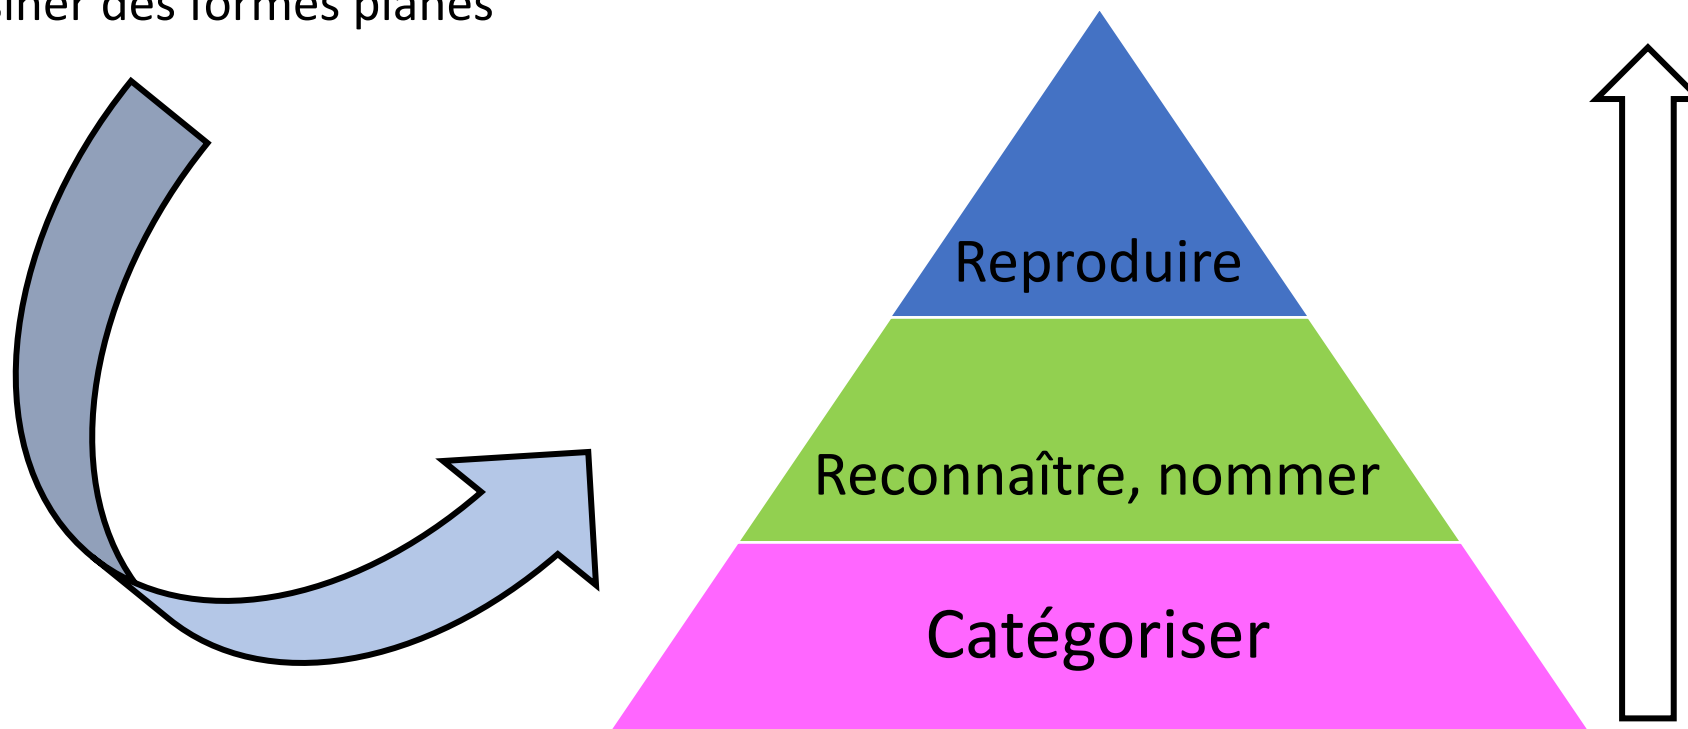 des formes planes
Reproduire
Reconnaître, nommer
Catégoriser